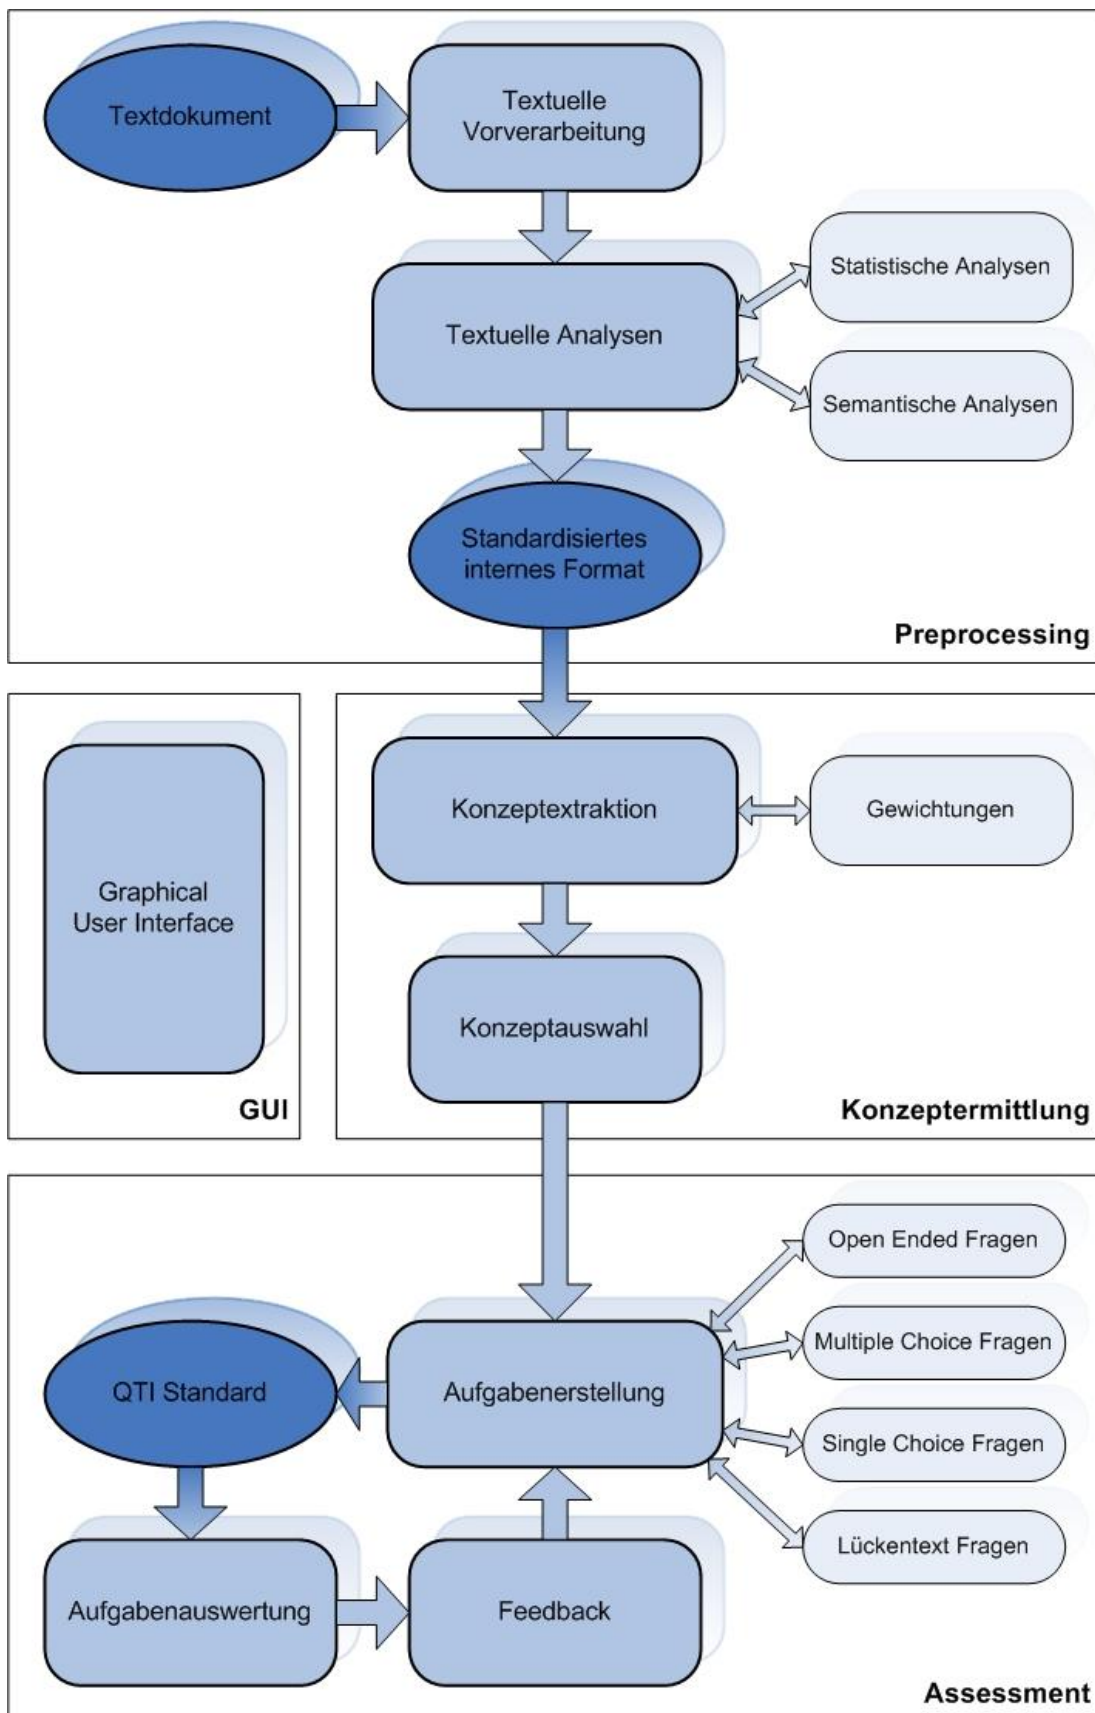 Textdokument
Textuelle
Vorverarbeitung
Statistische Analysen
Textuelle Analysen
Semantische Analysen
Standardisiertes
internes Format
Preprocessing
Graphical
User Interface
GUI
Konzeptextraktion
Gewichtungen
Konzeptauswahl
Konzeptermittlung
Open Ended Fragen
Multiple Choice Fragen
QTI Standard
Aufgabenerstellung
Single Choice Fragen
Lückentext Fragen
Aufgabenauswertung
Feedback
Assessment